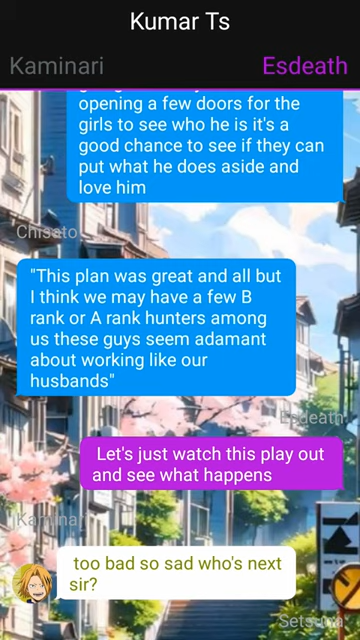 Kumar Ts
Kaminari
Esdeath
opening a few doors for the
girls to see who he is it's a
good chance to see if they can
put what he does aside and
love him
Chisato
"This plan was great and all but
I think we may have a few B
rank or A rank hunters among
us these guys seem adamant
about working like our
husbands"
Esdeath
Let's just watch this play out
and see what happens
Kaminari
too bad so sad who's next
sir?
Setsuna